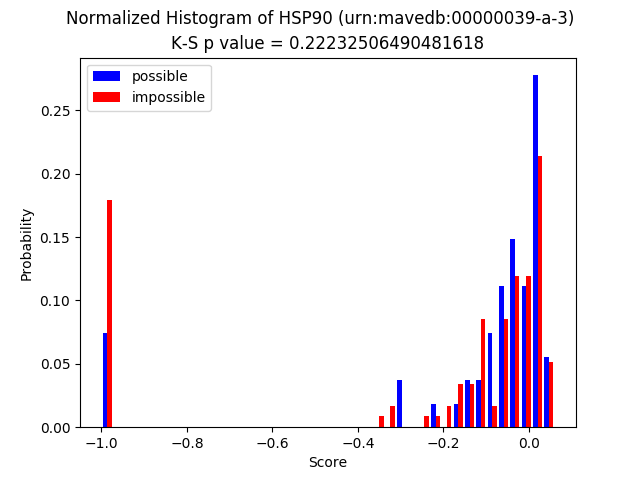 Normalized Histogram of HSP90 (urn:mavedb:00000039-a-3)
K-S p value = 0.22232506490481618
possible
impossible
0.25
0.20
0.15
0.10
0.05
0.00
Probability
−1.0 −0.8 −0.6 −0.4 −0.2 0.0
Score